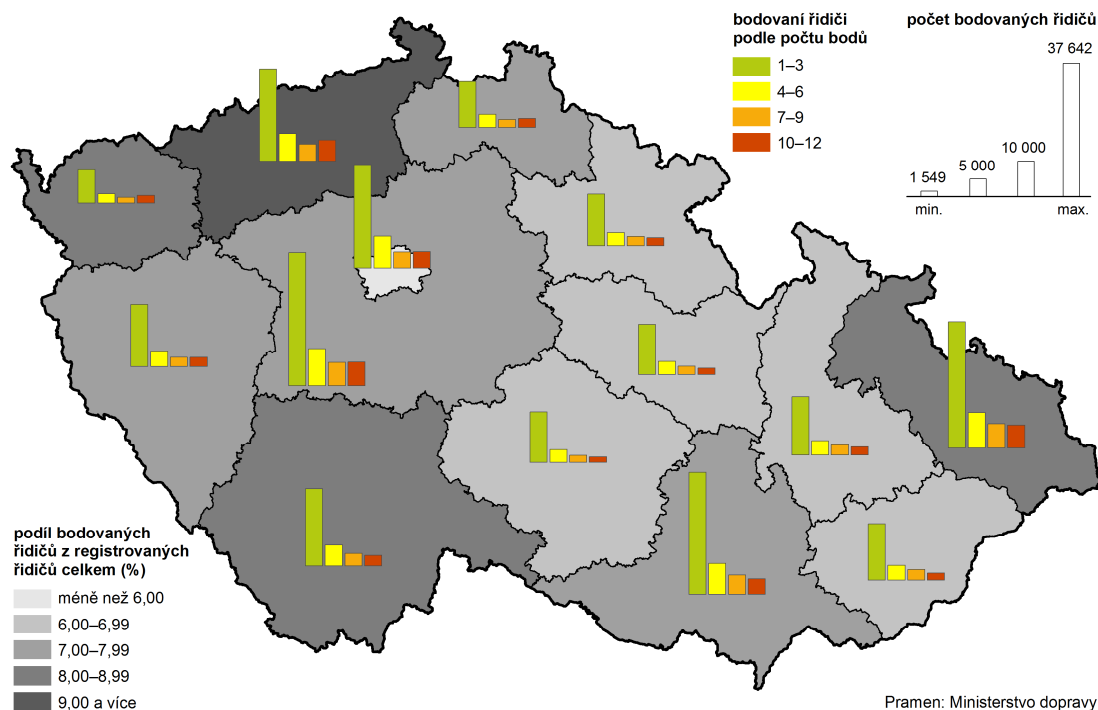 bodovaní řidiči
podle počtu bodů
1–3
4–6
7–9
10–12
počet bodovaných řidičů
37 642
10 000
5 000
1 549
min.
max.
podíl bodovaných
řidičů z registrovaných
řidičů celkem (%)
méně než 6,00
6,00–6,99
7,00–7,99
8,00–8,99
9,00 a více
Pramen: Ministerstvo dopravy